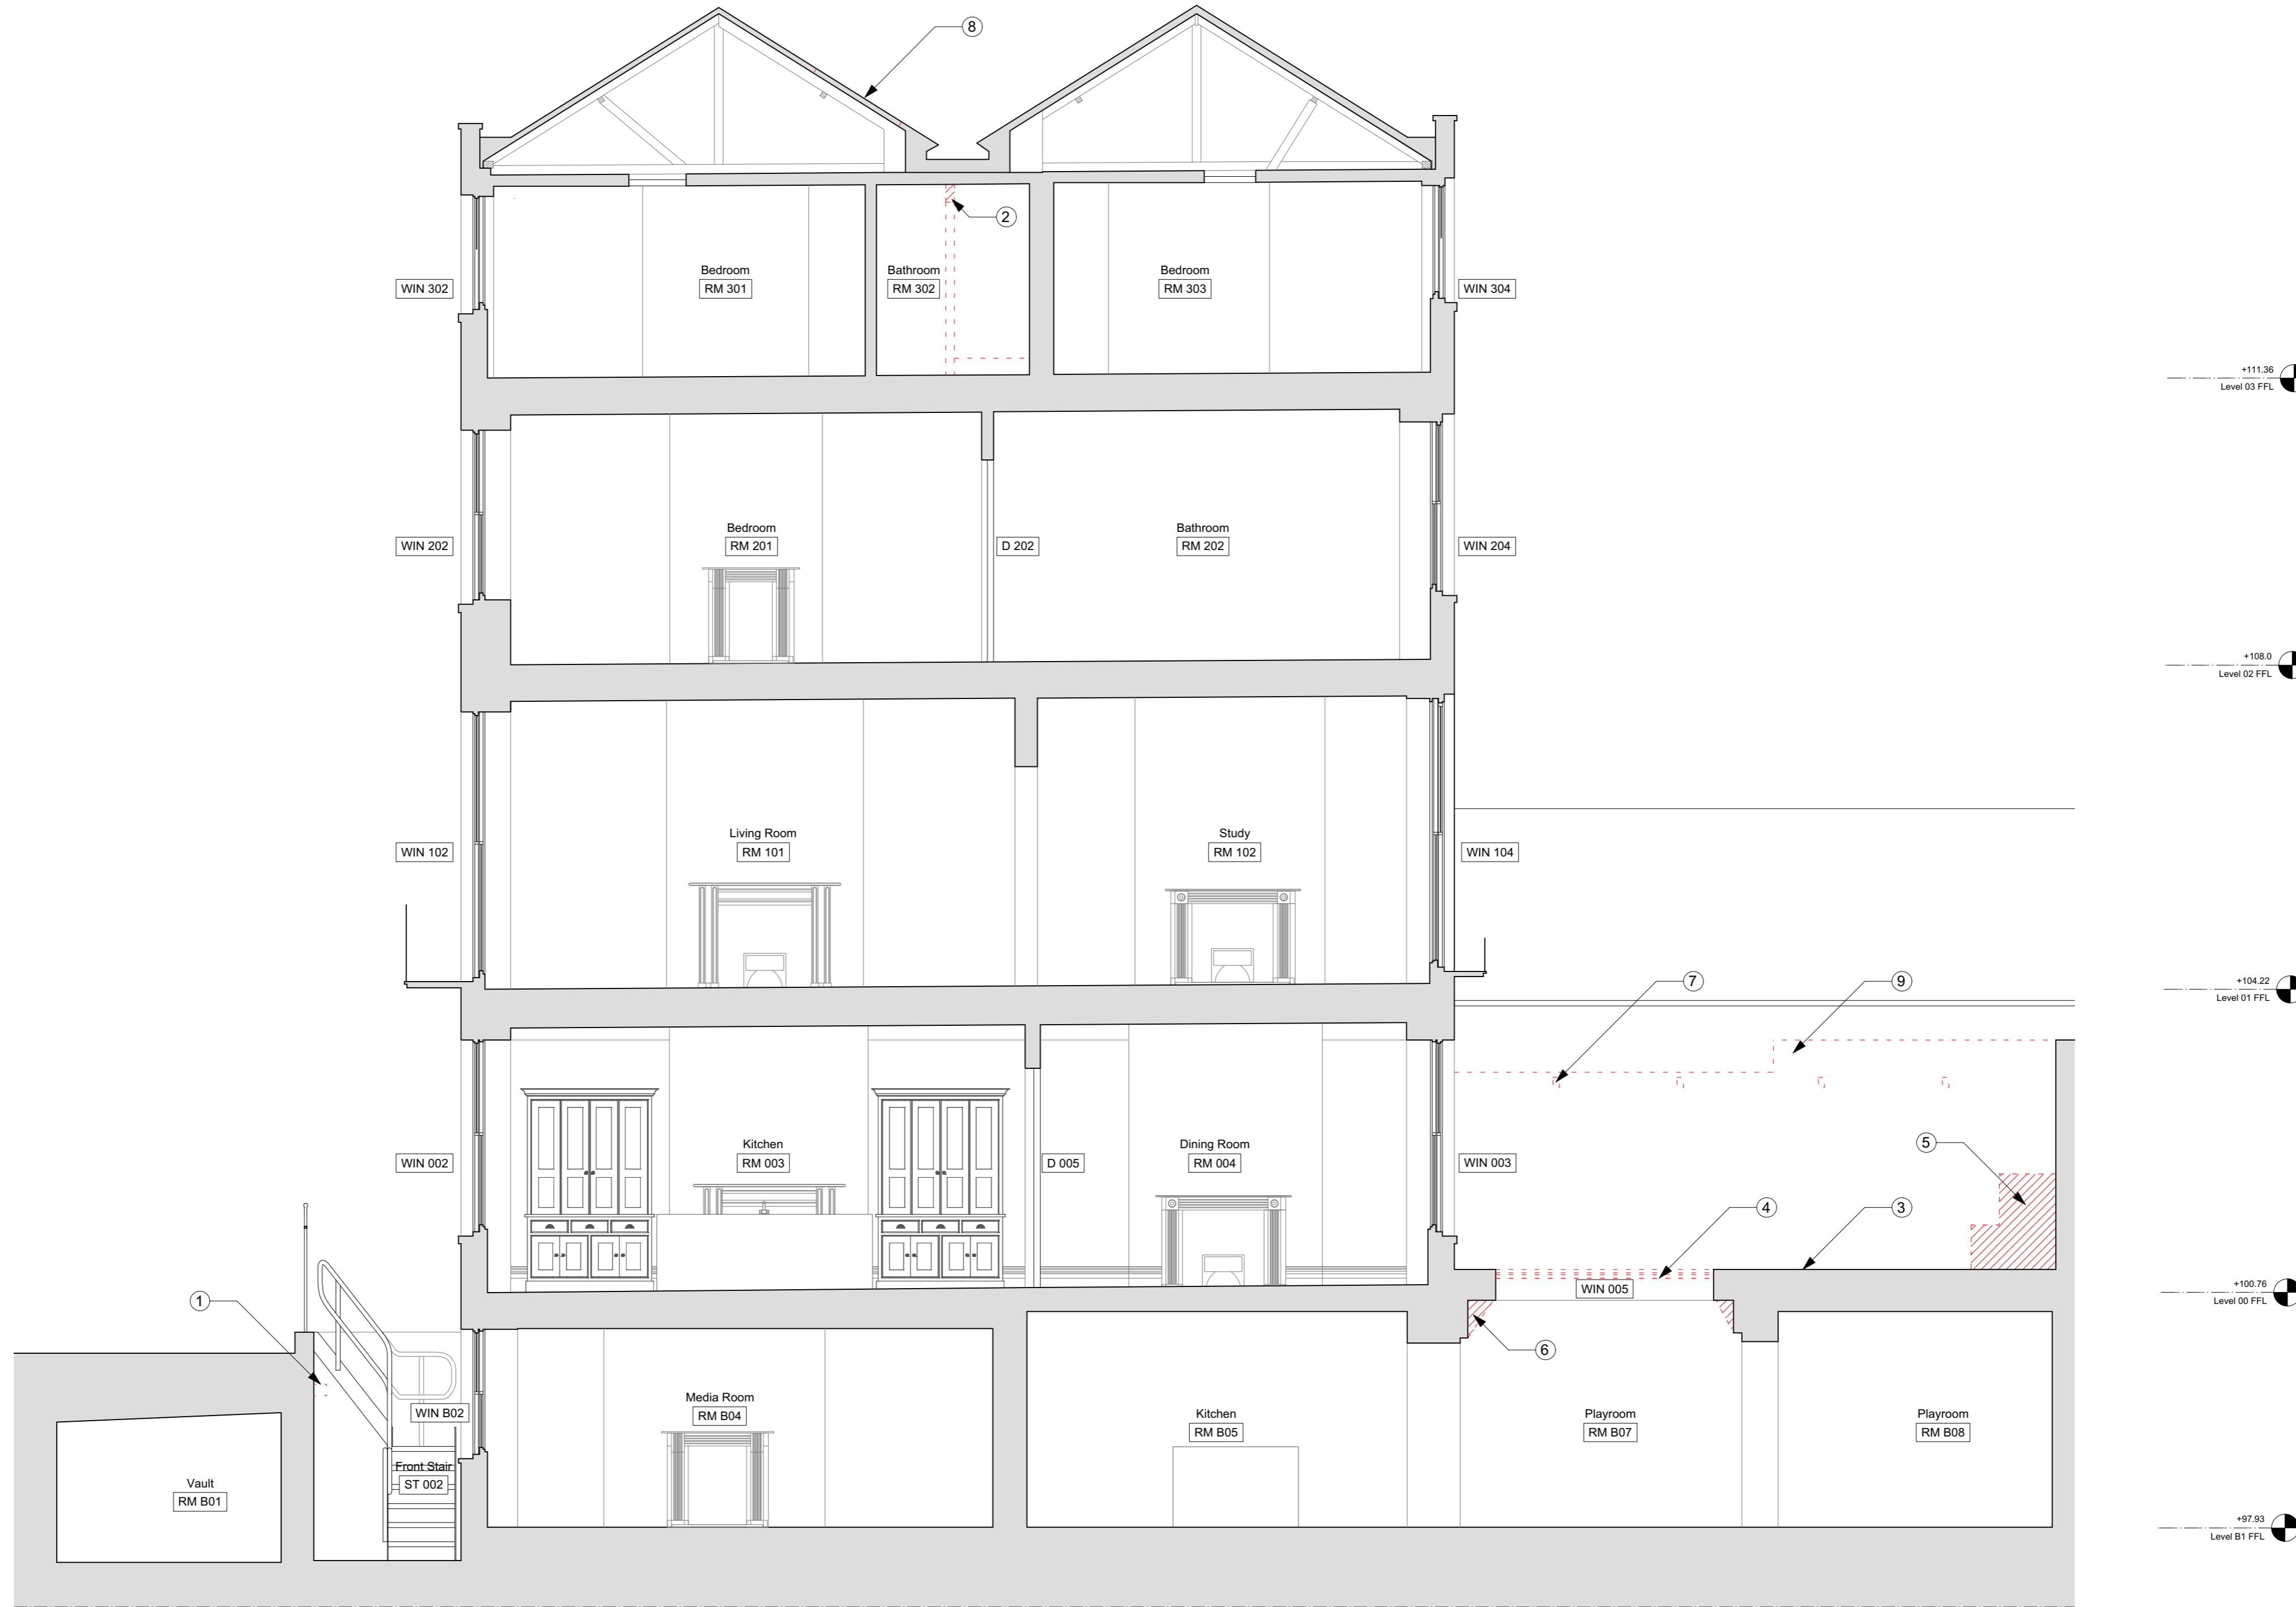 8
2
Bedroom
RM 301
Bathroom
RM 302
Bedroom
RM 303
WIN 302
WIN 304
+111.36
Level 03 FFL
Bedroom
RM 201
Bathroom
RM 202
WIN 202
D 202
WIN 204
+108.0
Level 02 FFL
Living Room
RM 101
Study
RM 102
WIN 102
WIN 104
7
9
+104.22
Level 01 FFL
Kitchen
RM 003
Dining Room
RM 004
WIN 002
D 005
WIN 003
5
4
3
WIN 005
+100.76
Level 00 FFL
1
6
Media Room
RM B04
WIN B02
Kitchen
RM B05
Playroom
RM B07
Playroom
RM B08
Front Stair
ST 002
Vault
RM B01
+97.93
Level B1 FFL